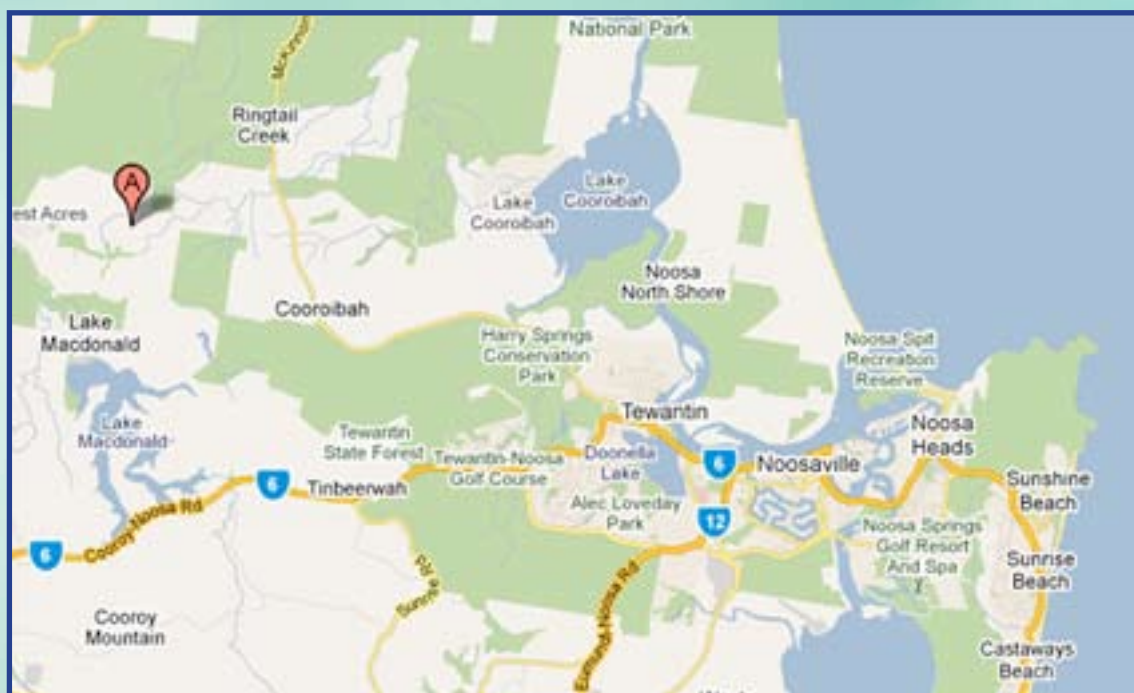 National Park
McKinnon
Ringtail
Creek
A
est Acres
Lake
Cooroibah
Lake
Cooroibah
Noosa
North Shore
Cooroibah
Lake
Macdonald
Harry Springs
Conservation
Park
Noosa Spit
Recreation
Reserve
Tewantin
Noosa
Heads
Lake
Macdonald
Tewantin
State Forest
Tewantin-Noosa
Golf Course
Doonella
Lake
6
Noosaville
6
Tinbeerwah
Sunshine
Beach
Alec Loveday
Park
12
Cooroy-Noosa Rd
Noosa Springs
Golf Resort
And Spa
6
Sunrise
Beach
Sunrise Rd
Eumundi-Noosa Rd
Cooroy
Mountain
Castaways
Beach